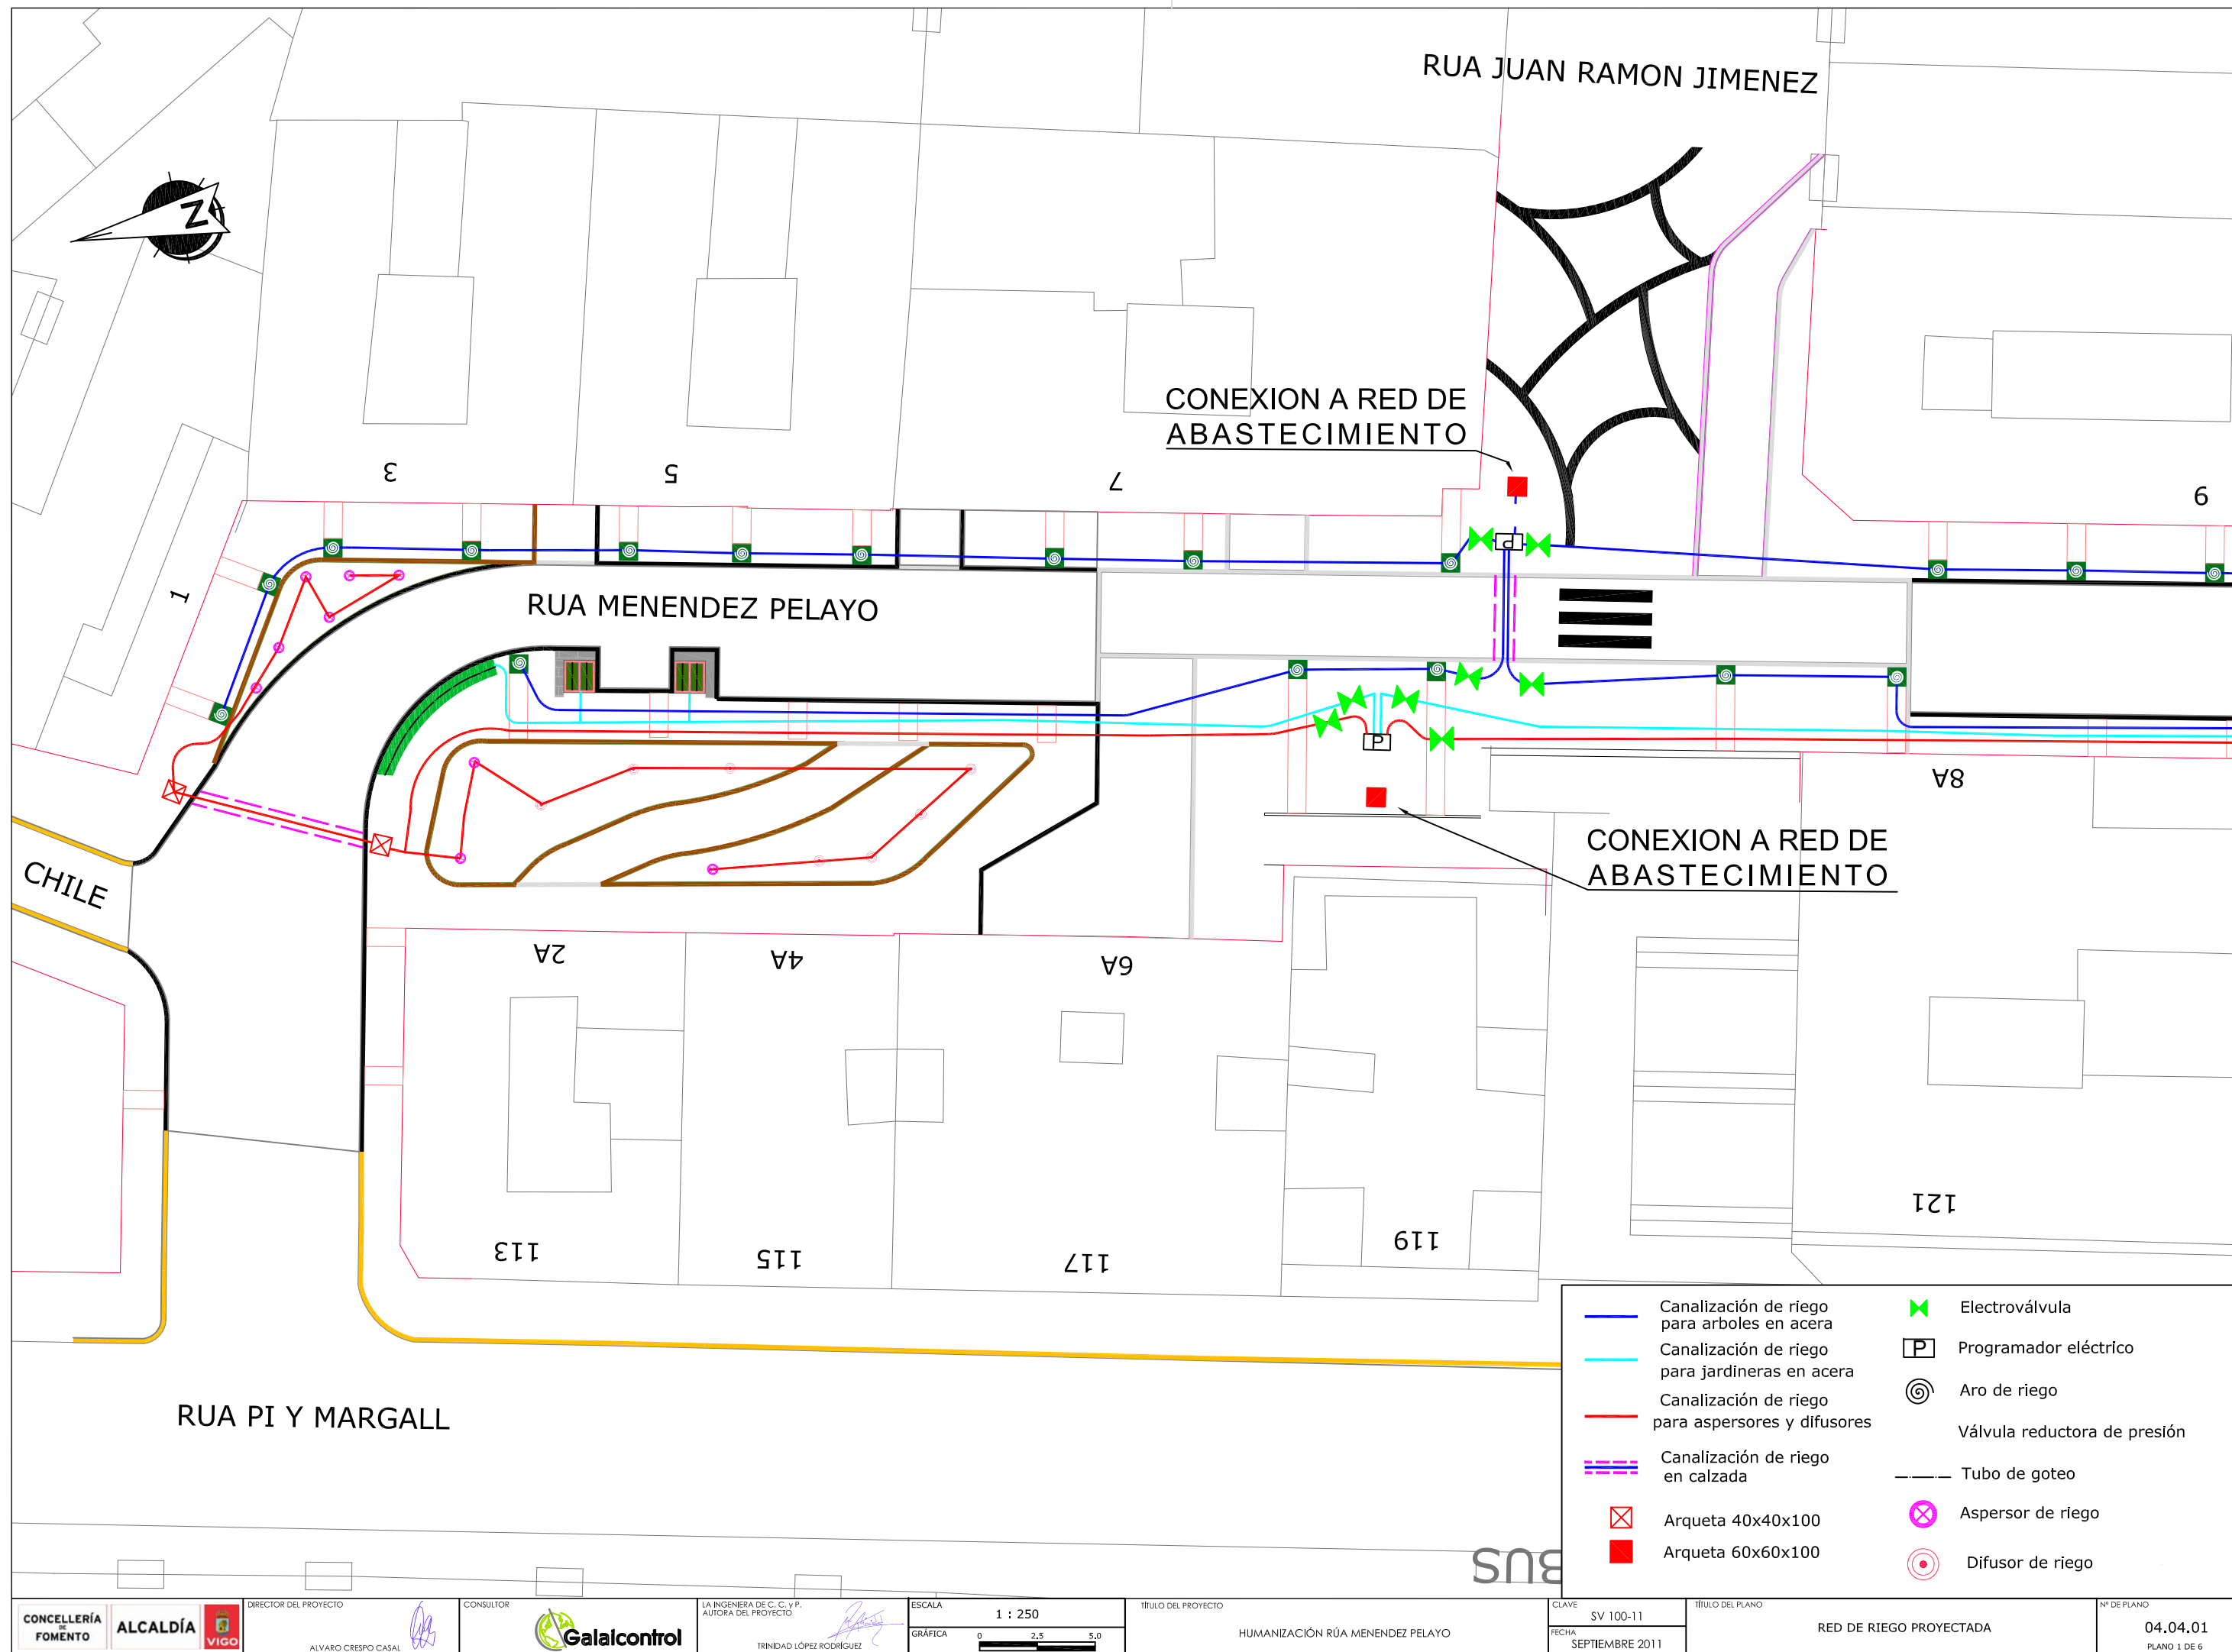 RUA JUAN RAMON JIMENEZ
N
CONEXION A RED DE
ABASTECIMIENTO
3
5
7
9
1
P
RUA MENENDEZ PELAYO
P
8A
CONEXION A RED DE
ABASTECIMIENTO
CHILE
2A
4A
6A
121
113
115
117
119
RUA PI Y MARGALL
BUS
Canalización de riego
para arboles en acera
Canalización de riego
para jardineras en acera
Canalización de riego
para aspersores y difusores
Canalización de riego
en calzada
Arqueta 40x40x100
Arqueta 60x60x100
Electroválvula
P
Programador eléctrico
Aro de riego
Válvula reductora de presión
Tubo de goteo
Aspersor de riego
Difusor de riego
CONCELLERÍA
DE
FOMENTO
ALCALDÍA
VIGO
DIRECTOR DEL PROYECTO
ALVARO CRESPO CASAL
CONSULTOR
Galaicontrol
LA INGENIERA DE C. C. y P.
AUTORA DEL PROYECTO
TRINIDAD LÓPEZ RODRÍGUEZ
ESCALA
1 : 250
GRÁFICA
0 2.5 5.0
TÍTULO DEL PROYECTO
HUMANIZACIÓN RÚA MENENDEZ PELAYO
CLAVE
SV 100-11
FECHA
SEPTIEMBRE 2011
TÍTULO DEL PLANO
RED DE RIEGO PROYECTADA
Nº DE PLANO
04.04.01
PLANO 1 DE 6